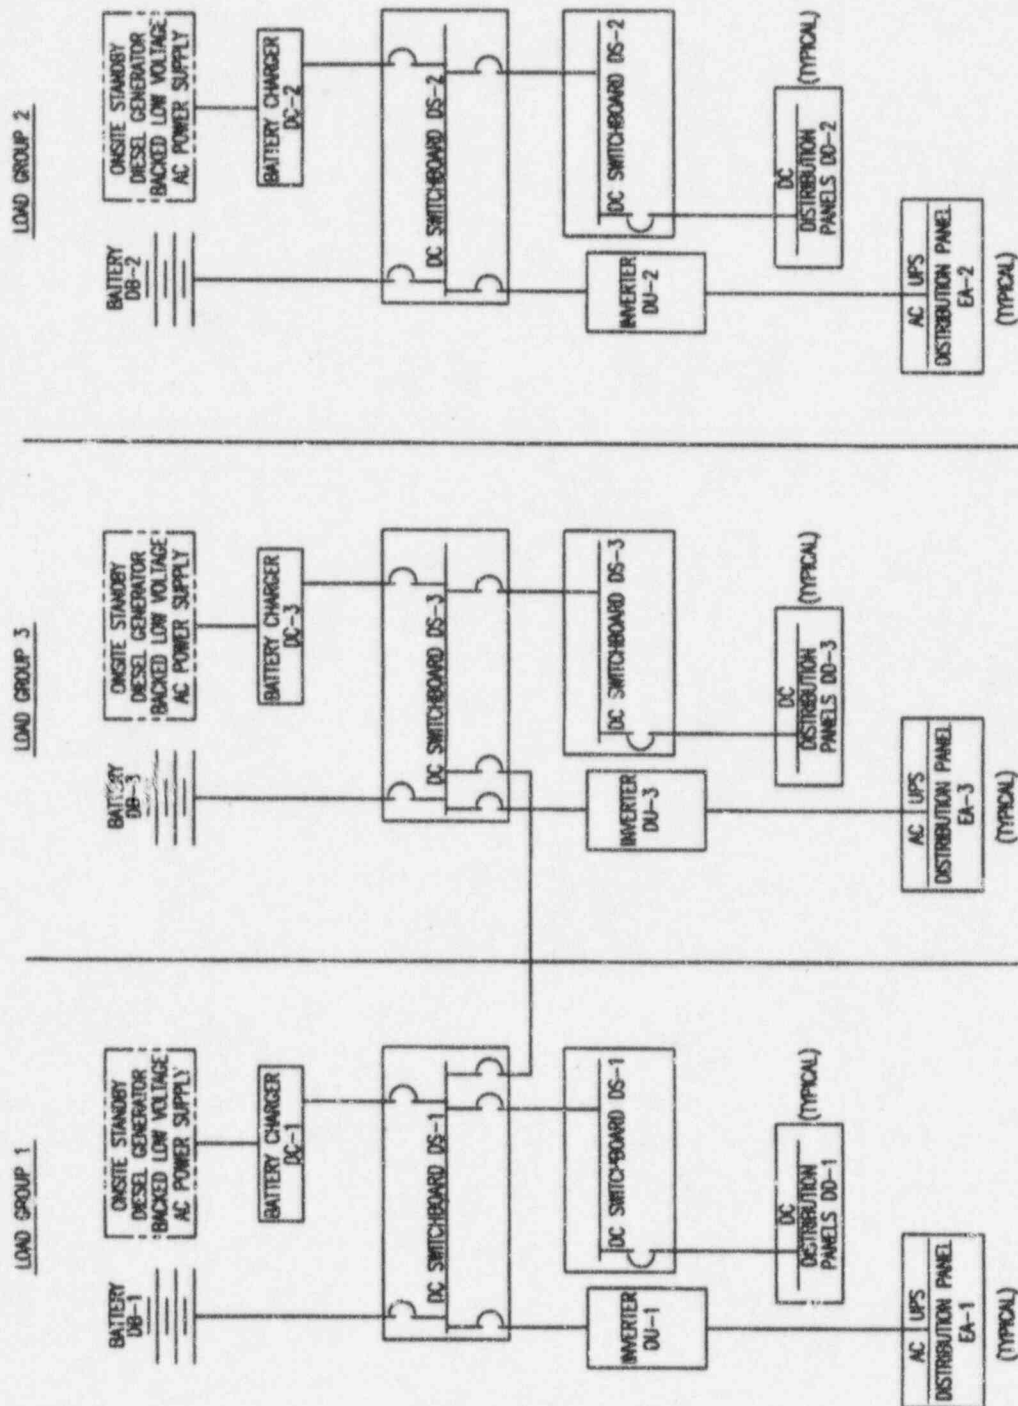 LOAD GROUP 1
BATTERY
DB-1
ONSITE STANDBY
DIESEL GENERATOR
BACKED LOW VOLTAGE
AC POWER SUPPLY
BATTERY CHARGER
DC-1
DC SWITCHBOARD DS-1
INVERTER
DU-1
DC SWITCHBOARD DS-1
DC
DISTRIBUTION
PANELS DD-1
(TYPICAL)
AC UPS
DISTRIBUTION PANEL
EA-1
(TYPICAL)
LOAD GROUP 3
BATTERY
DB-3
ONSITE STANDBY
DIESEL GENERATOR
BACKED LOW VOLTAGE
AC POWER SUPPLY
BATTERY CHARGER
DC-3
DC SWITCHBOARD DS-3
INVERTER
DU-3
DC SWITCHBOARD DS-3
DC
DISTRIBUTION
PANELS DD-3
(TYPICAL)
AC UPS
DISTRIBUTION PANEL
EA-3
(TYPICAL)
LOAD GROUP 2
BATTERY
DB-2
ONSITE STANDBY
DIESEL GENERATOR
BACKED LOW VOLTAGE
AC POWER SUPPLY
BATTERY CHARGER
DC-2
DC SWITCHBOARD DS-2
INVERTER
DU-2
DC SWITCHBOARD DS-2
DC
DISTRIBUTION
PANELS DD-2
(TYPICAL)
AC UPS
DISTRIBUTION PANEL
EA-2
(TYPICAL)